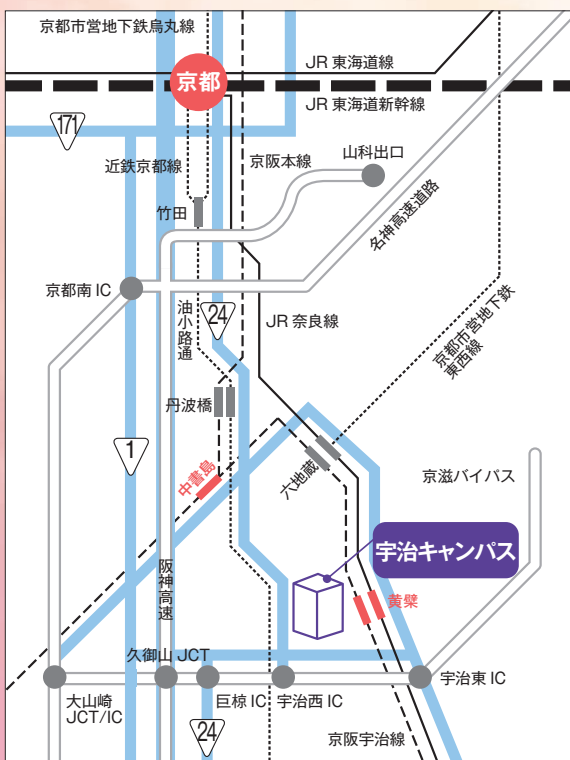 京都市営地下鉄烏丸線
JR 東海道線
京都
JR 東海道新幹線
171
近鉄京都線
京阪本線
山科出口
竹田
名神高速道路
京都南 IC
油小路通
24
JR 奈良線
京都市営地下鉄
東西線
丹波橋
1
中書島
六地蔵
京滋バイパス
宇治キャンパス
阪神高速
黄檗
久御山 JCT
大山崎
JCT/IC
巨椋 IC
宇治西 IC
宇治東 IC
24
京阪宇治線